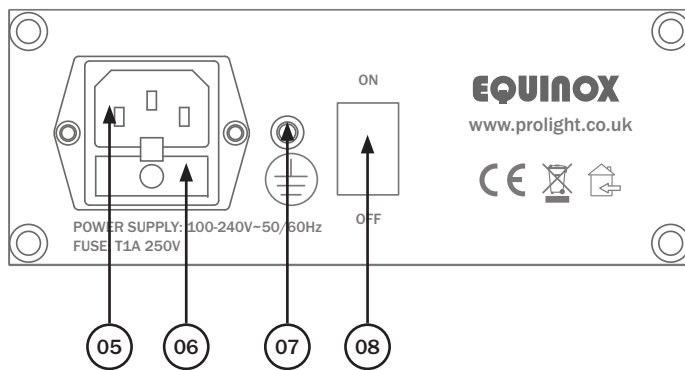 ON
EQUINOX
www.prolight.co.uk
CE
POWER SUPPLY: 100-240V~50/60Hz
OFF
FUSE: T1A 250V
05
06
07
08